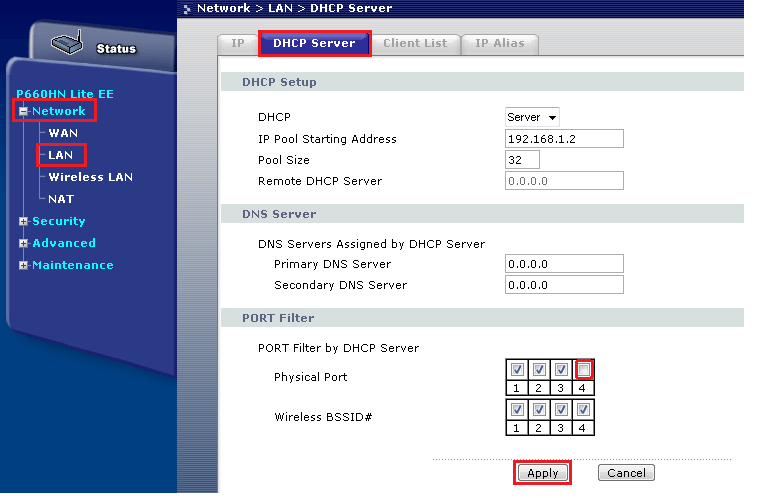 Network > LAN > DHCP Server
Status
IP
DHCP Server
Client List
IP Alias
P660HN Lite EE
Network
WAN
LAN
Wireless LAN
NAT
Security
Advanced
Maintenance
DHCP Setup
DHCP Server
IP Pool Starting Address 192.168.1.2
Pool Size 32
Remote DHCP Server 0.0.0.0
DNS Server
DNS Servers Assigned by DHCP Server
Primary DNS Server 0.0.0.0
Secondary DNS Server 0.0.0.0
PORT Filter
PORT Filter by DHCP Server
Physical Port
1 2 3 4
Wireless BSSID#
1 2 3 4
Apply Cancel